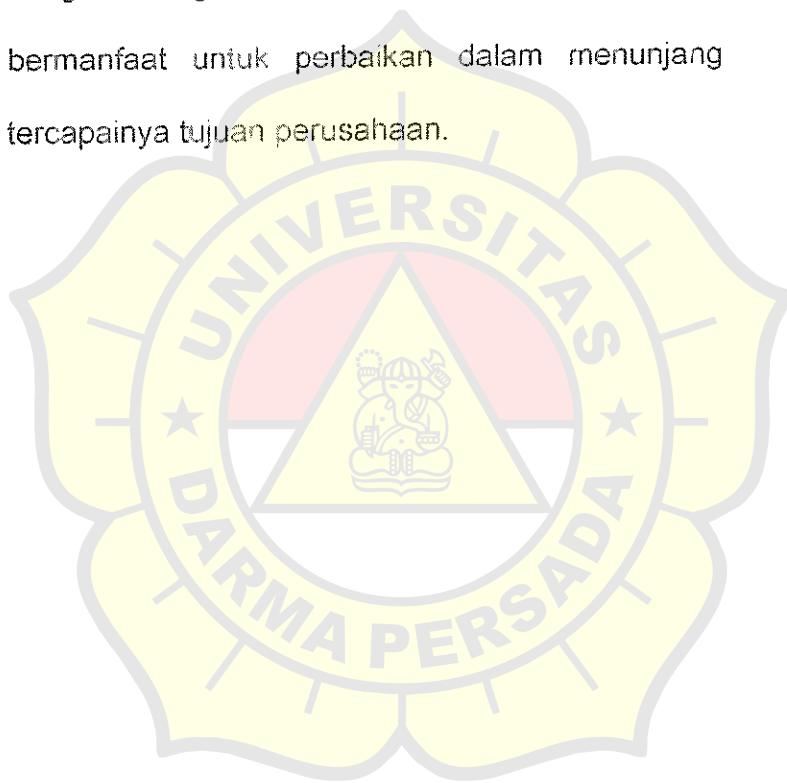 bermanfaat untuk perbaikan dalam menunjang
tercapainya tujuan perusahaan.
UNIVERSITAS
DARMA PERSADA